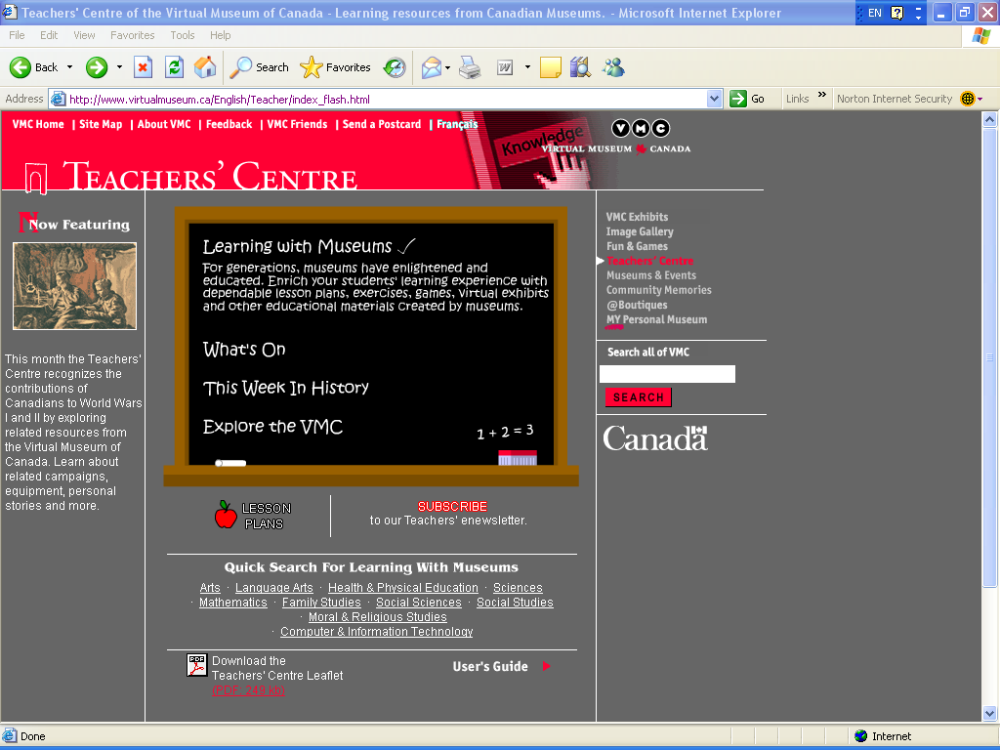 Teachers' Centre of the Virtual Museum of Canada - Learning resources from Canadian Museums. - Microsoft Internet Explorer
EN
File Edit View Favorites Tools Help
Back Search Favorites
Address http://www.virtualmuseum.ca/English/Teacher/index_flash.html Go Links » Norton Internet Security
VMC Home | Site Map | About VMC | Feedback | VMC Friends | Send a Postcard | Français
Knowledge
VMC
VIRTUAL MUSEUM CANADA
TEACHERS' CENTRE
Now Featuring
This month the Teachers'
Centre recognizes the
contributions of
Canadians to World Wars
I and II by exploring
related resources from
the Virtual Museum of
Canada. Learn about
related campaigns,
equipment, personal
stories and more.
Learning with Museums
For generations, museums have enlightened and
educated. Enrich your students' learning experience with
dependable lesson plans, exercises, games, virtual exhibits
and other educational materials created by museums.
What's On
This Week In History
Explore the VMC
1 + 2 = 3
LESSON
PLANS
SUBSCRIBE
to our Teachers' enewsletter.
Quick Search For Learning With Museums
Arts · Language Arts · Health & Physical Education · Sciences
· Mathematics · Family Studies · Social Sciences · Social Studies
· Moral & Religious Studies
· Computer & Information Technology
PDF
Download the
Teachers' Centre Leaflet
(PDF: 249 kb)
User's Guide
VMC Exhibits
Image Gallery
Fun & Games
Teachers' Centre
Museums & Events
Community Memories
@Boutiques
MY Personal Museum
Search all of VMC
SEARCH
Canada
Done
Internet